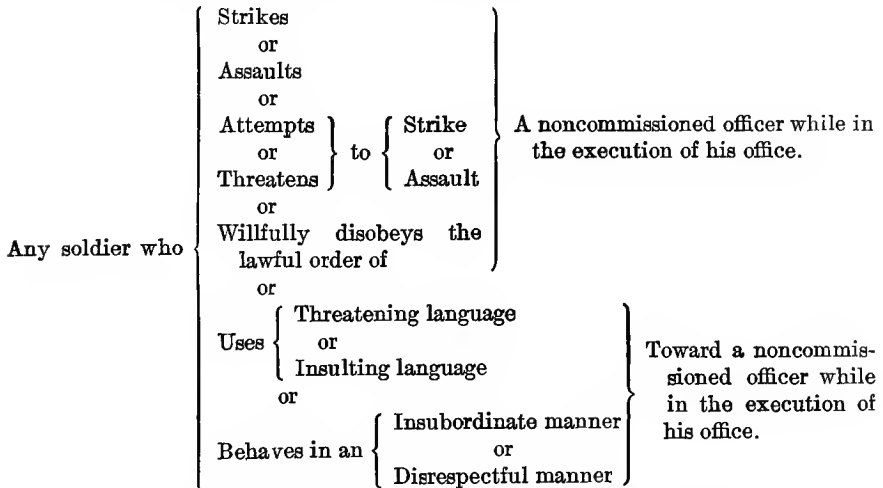 Strikes
or
Assaults
or
Attempts
or
Threatens
to
Strike
or
Assault
A noncommissioned officer while in
the execution of his office.
or
Any soldier who
Willfully disobeys the
lawful order of
or
Uses
Threatening language
or
Insulting language
or
Behaves in an
Insubordinate manner
or
Disrespectful manner
Toward a noncommis-
sioned officer while
in the execution of
his office.